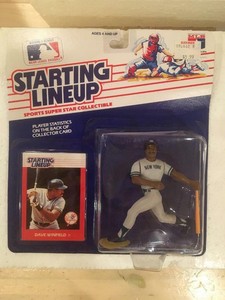 AGES 4 AND UP
STARTING
LINEUP
SPORTS SUPER STAR COLLECTIBLE
PLAYER STATISTICS
ON THE BACK OF
COLLECTOR CARD
STARTING
LINEUP
NEW YORK
DAVE WINFIELD